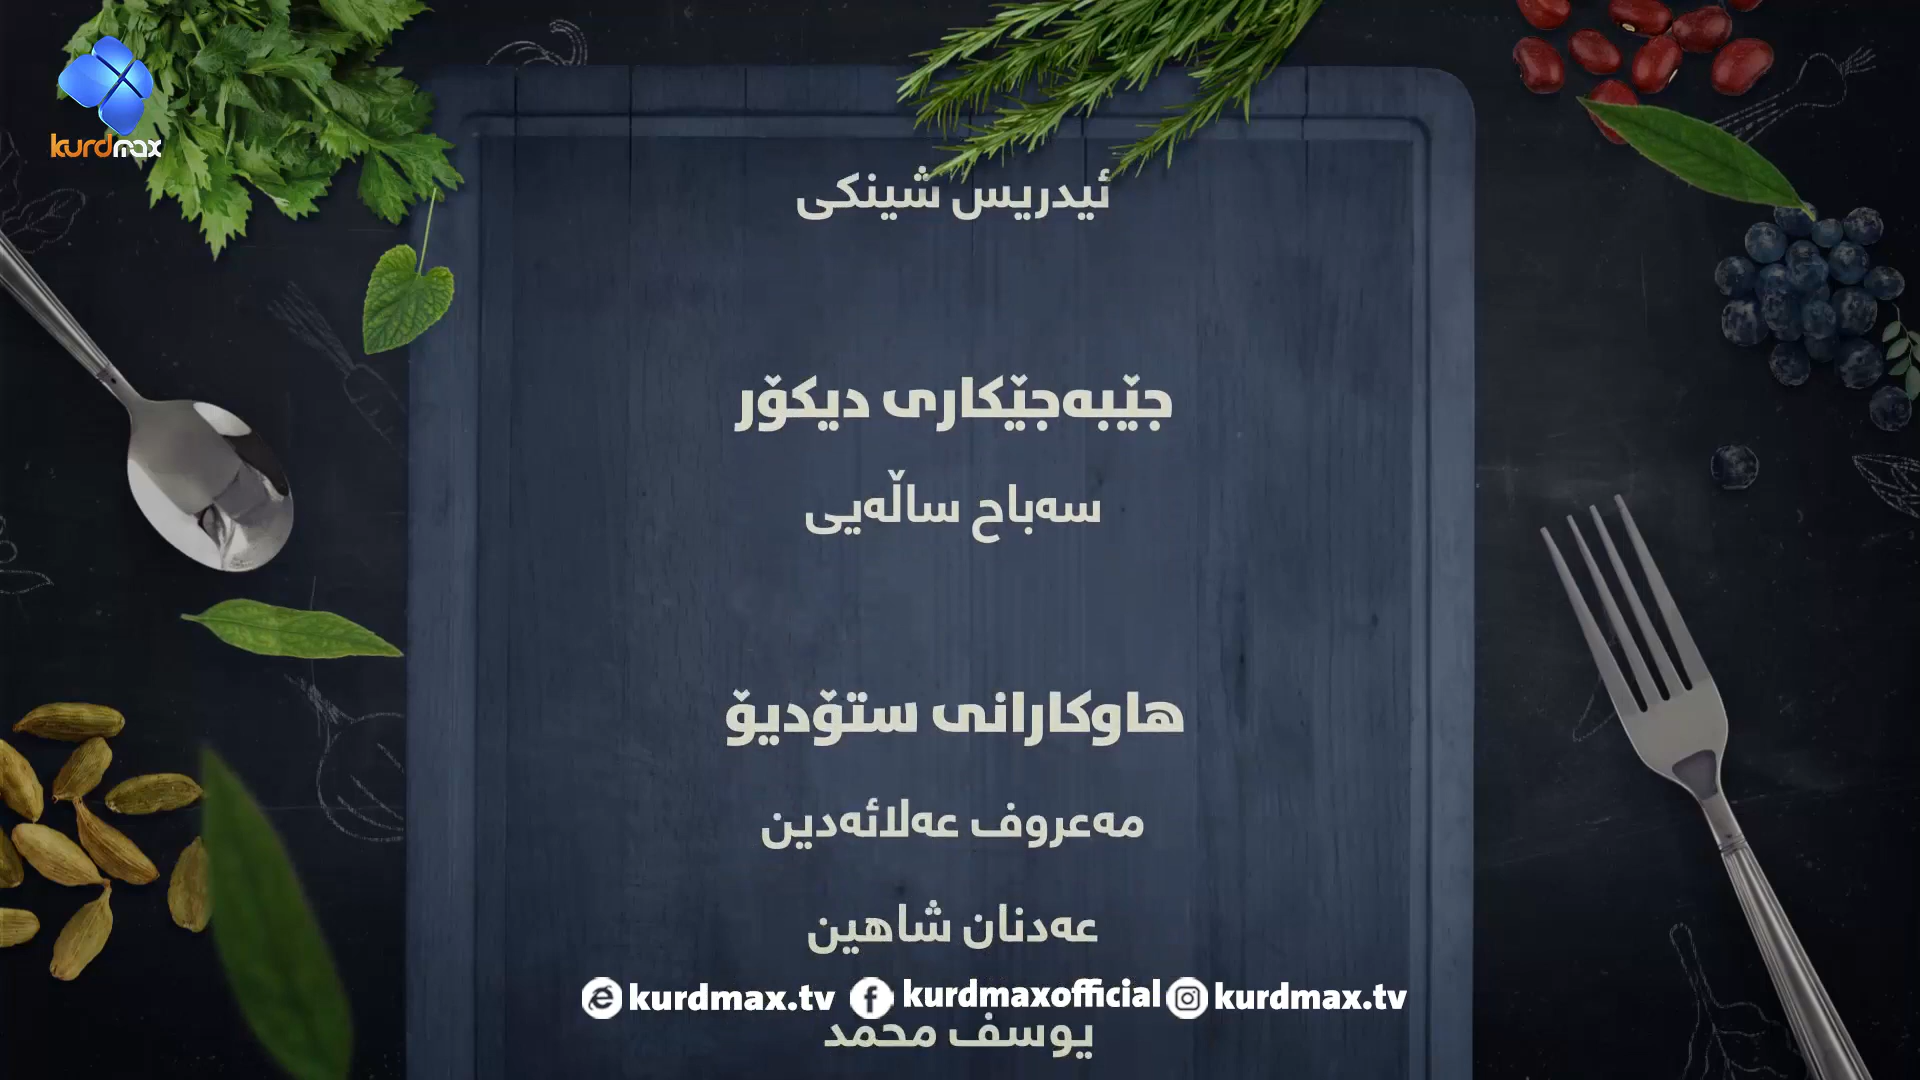 kurdmax
ئیدریس شینکی
جێبەجێکاری دیکۆر
سەباح ساڵەیی
هاوکارانی ستۆدیۆ
مەعروف عەلائەدین
عەدنان شاهین
kurdmax.tv kurdmaxofficial kurdmax.tv
یوسف محمد